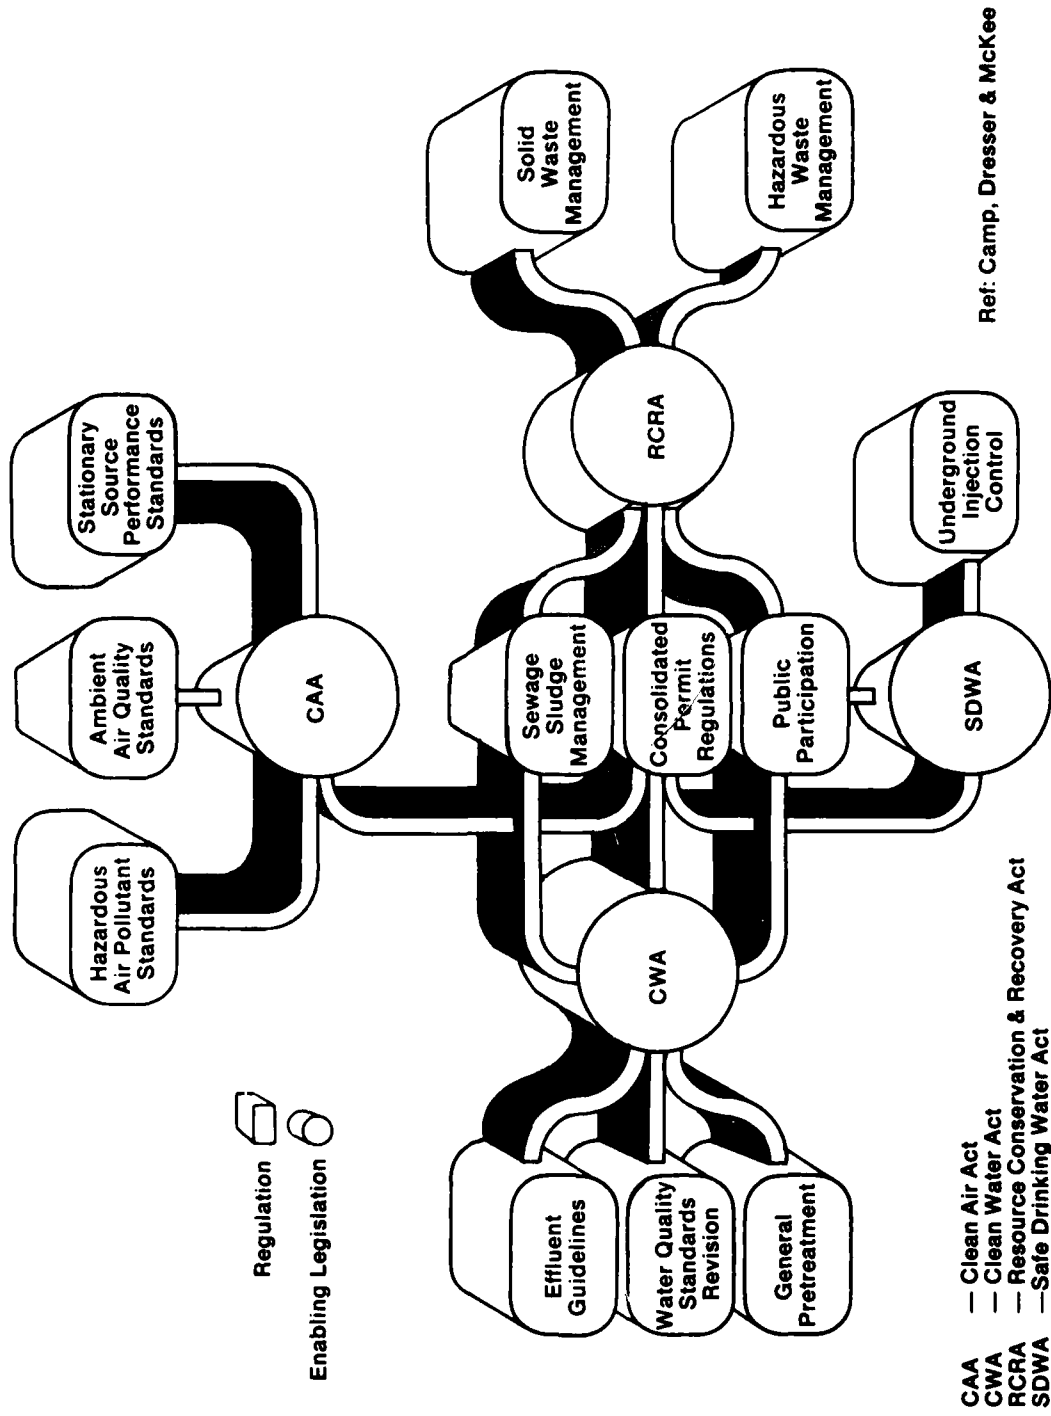 Regulation
Enabling Legislation
Hazardous
Air Pollutant
Standards
Ambient
Air Quality
Standards
Stationary
Source
Performance
Standards
CAA
Effluent
Guidelines
Water Quality
Standards
Revision
General
Pretreatment
CWA
Sewage
Sludge
Management
Consolidated
Permit
Regulations
Public
Participation
RCRA
Solid
Waste
Management
Hazardous
Waste
Management
SDWA
Underground
Injection
Control
CAA — Clean Air Act
CWA — Clean Water Act
RCRA — Resource Conservation & Recovery Act
SDWA — Safe Drinking Water Act
Ref: Camp, Dresser & McKee